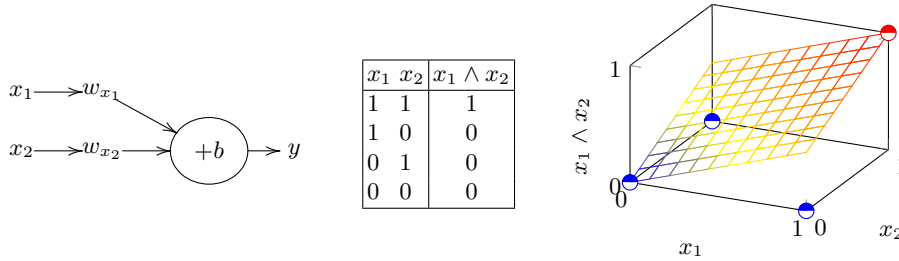 x₁ w_{x₁}
x₂ w_{x₂} +b y
x₁ x₂ x₁ ∧ x₂
1 1 1
1 0 0
0 1 0
0 0 0
1
x₁ ∧ x₂
0
0
1 0
x₁
x₂